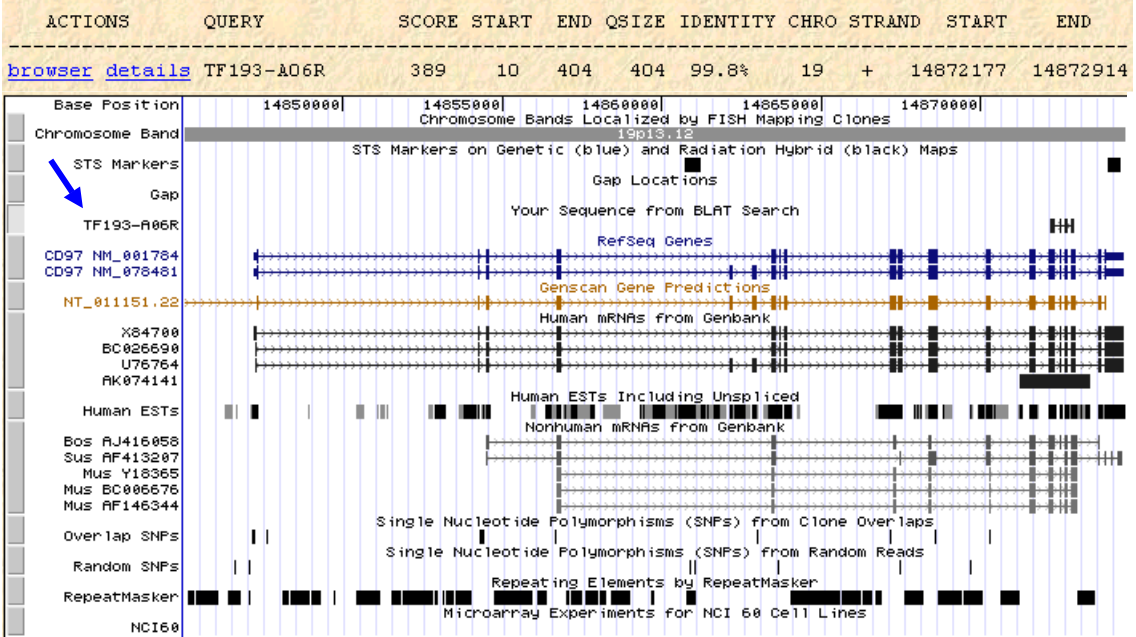 ACTIONS QUERY SCORE START END QSIZE IDENTITY CHRO STRAND START END
browser details TF193-A06R 389 10 404 404 99.8% 19 + 14872177 14872914
Base Position 14850000| 14855000| 14860000| 14865000| 14870000|
Chromosome Bands Localized by FISH Mapping Clones
Chromosome Band 19p13.12
STS Markers on Genetic (blue) and Radiation Hybrid (black) Maps
STS Markers
Gap Locations
Gap
Your Sequence from BLAT Search
TF193-A06R
RefSeq Genes
CD97 NM_001784
CD97 NM_078481
Genscan Gene Predictions
NT_011151.22
Human mRNAs from Genbank
X84700
BC026690
U76764
AK074141
Human ESTs Including Unspliced
Human ESTs
Nonhuman mRNAs from Genbank
Bos AJ416058
Sus AF413207
Mus Y18365
Mus BC006676
Mus AF146344
Single Nucleotide Polymorphisms (SNPs) from Clone Overlaps
Overlap SNPs
Single Nucleotide Polymorphisms (SNPs) from Random Reads
Random SNPs
Repeating Elements by RepeatMasker
RepeatMasker
Microarray Experiments for NCI 60 Cell Lines
NCI60